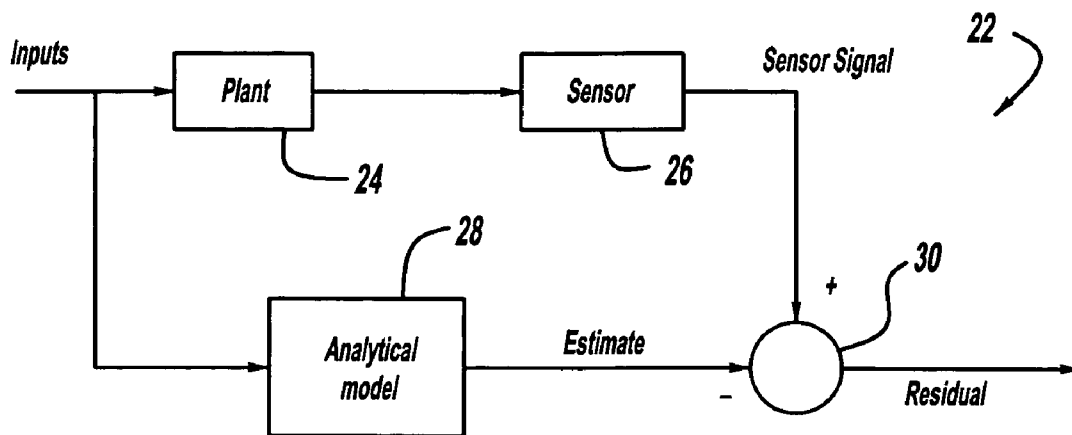 22
Inputs
Sensor Signal
Plant
Sensor
24
26
28
30
+
Analytical
model
Estimate
–
Residual